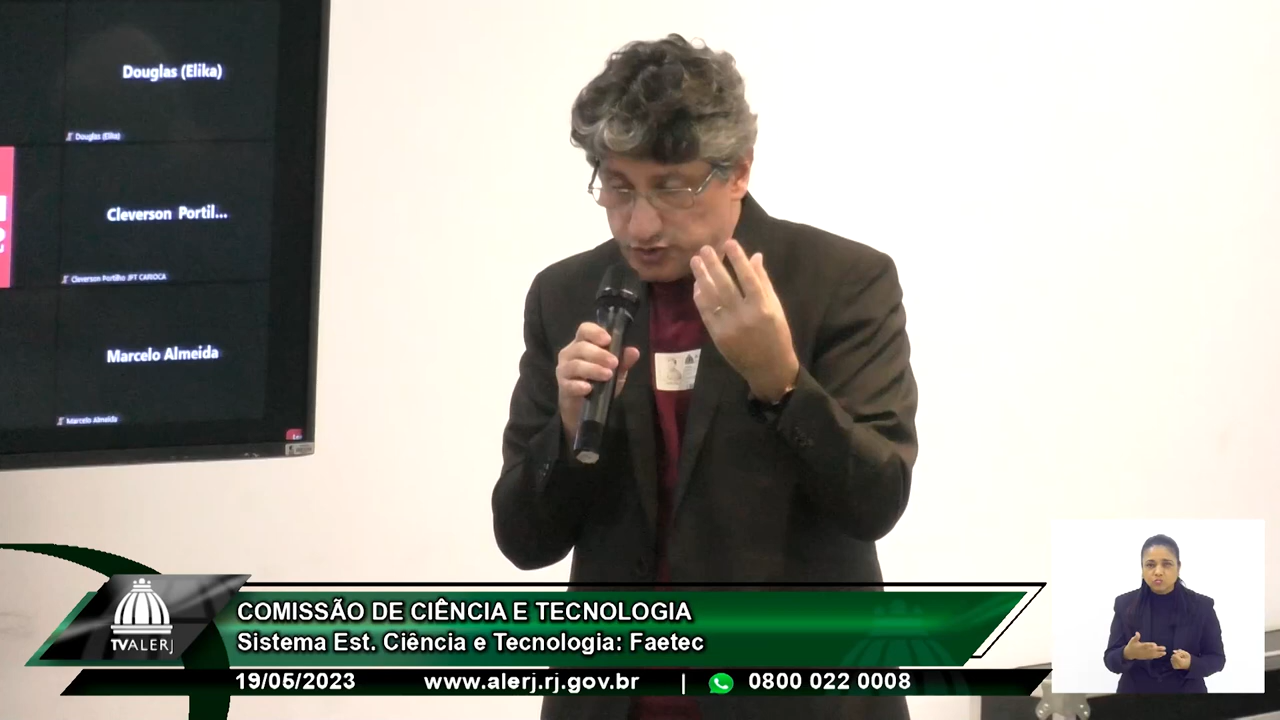 Douglas (Elika)
Douglas (Elika)
Cleverson Portil...
Cleverson Portilho JPT CARIOCA
Marcelo Almeida
Marcelo Almeida
TVALERJ
COMISSÃO DE CIÊNCIA E TECNOLOGIA
Sistema Est. Ciência e Tecnologia: Faetec
19/05/2023 www.alerj.rj.gov.br | 0800 022 0008